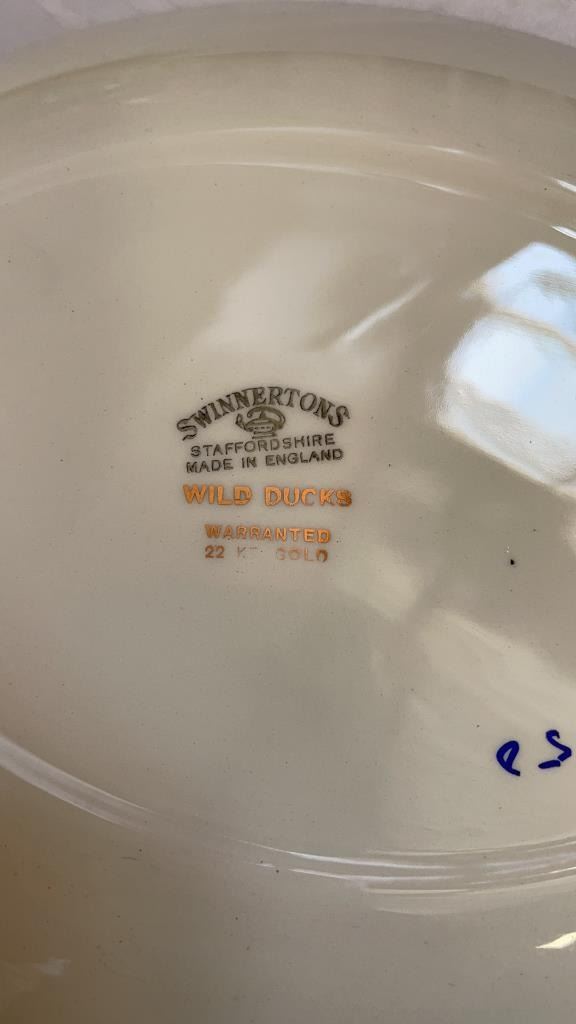 SWINNERTONS
STAFFORDSHIRE
MADE IN ENGLAND
WILD DUCKS
WARRANTED
22 KT GOLD